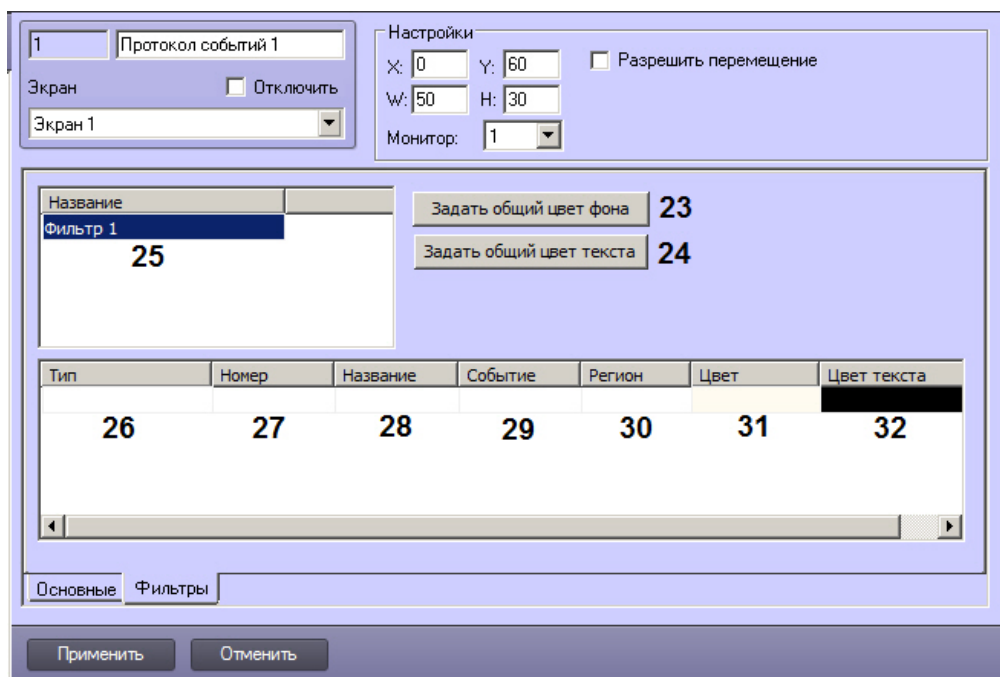 1 Протокол событий 1
Экран Отключить
Экран 1
Настройки
X: 0 Y: 60 Разрешить перемещение
W: 50 H: 30
Монитор: 1
Название
Фильтр 1
25
Задать общий цвет фона 23
Задать общий цвет текста 24
Тип Номер Название Событие Регион Цвет Цвет текста
26 27 28 29 30 31 32
Основные Фильтры
Применить Отменить